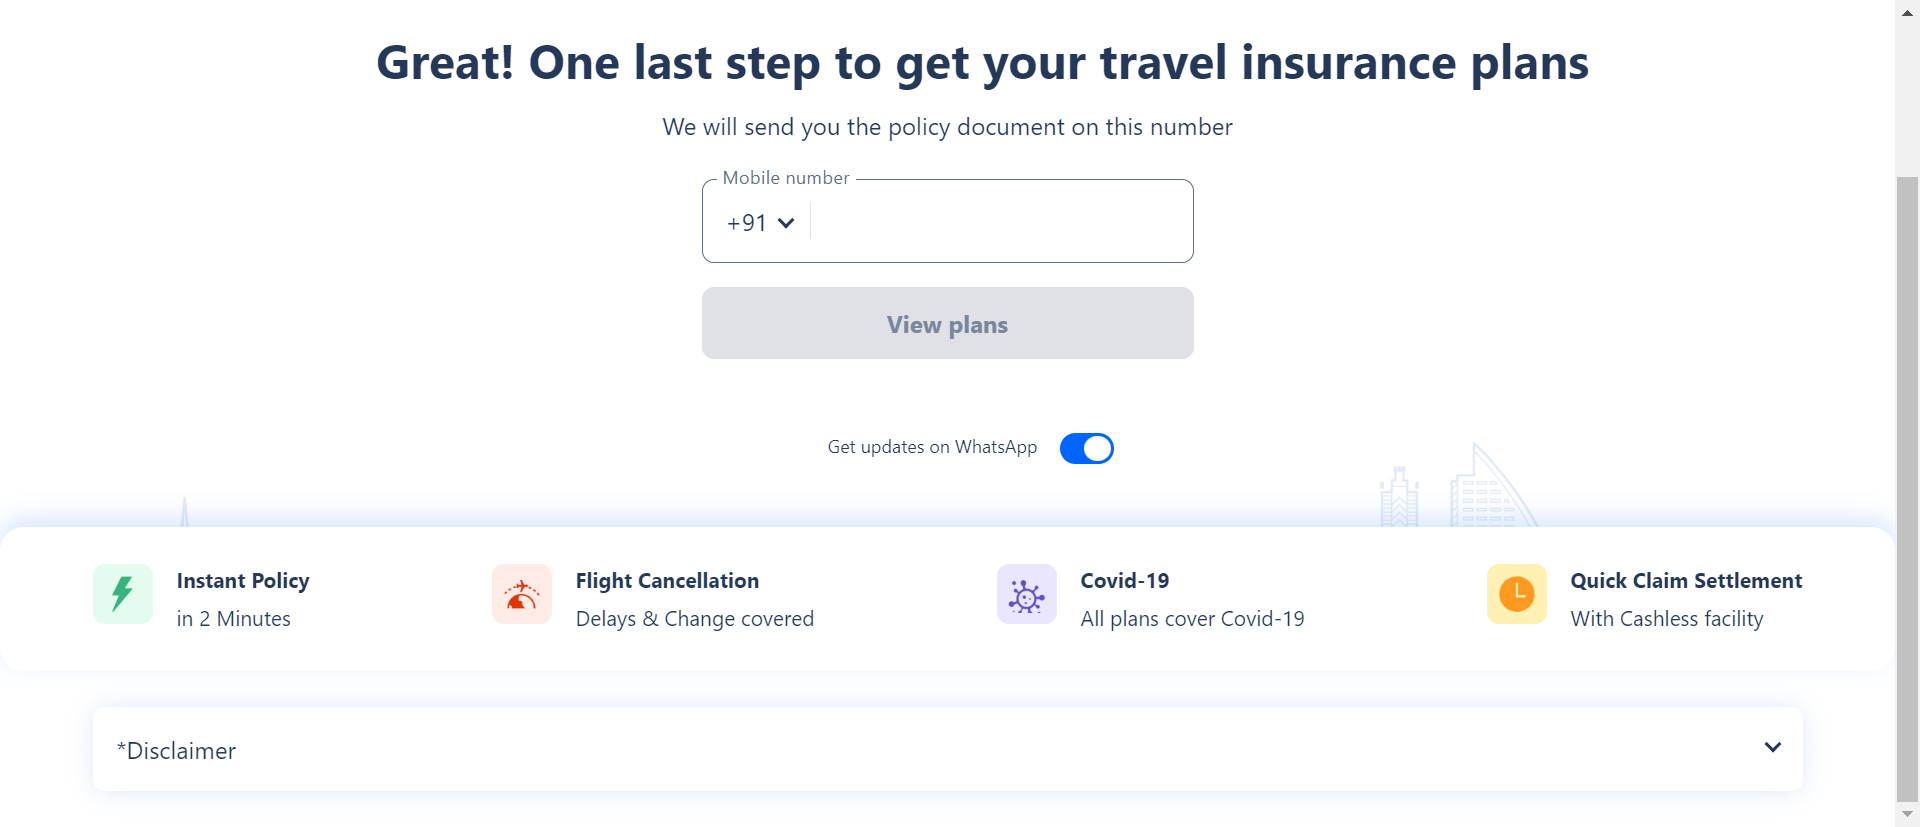 Great! One last step to get your travel insurance plans
We will send you the policy document on this number
Mobile number
+91
View plans
Get updates on WhatsApp
Instant Policy
in 2 Minutes
Flight Cancellation
Delays & Change covered
Covid-19
All plans cover Covid-19
Quick Claim Settlement
With Cashless facility
*Disclaimer